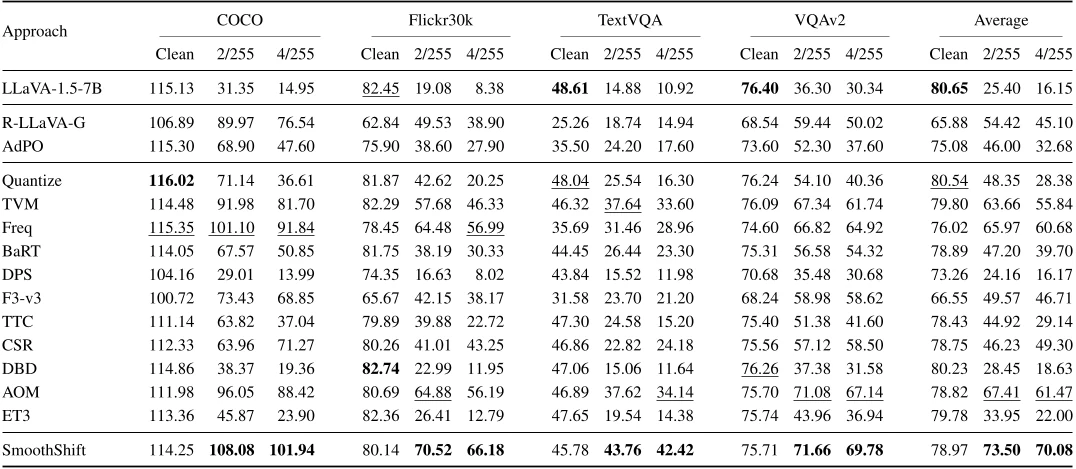 Approach COCO Flickr30k TextVQA VQAv2 Average
Clean 2/255 4/255 Clean 2/255 4/255 Clean 2/255 4/255 Clean 2/255 4/255 Clean 2/255 4/255
LLaVA-1.5-7B 115.13 31.35 14.95 82.45 19.08 8.38 48.61 14.88 10.92 76.40 36.30 30.34 80.65 25.40 16.15
R-LLaVA-G 106.89 89.97 76.54 62.84 49.53 38.90 25.26 18.74 14.94 68.54 59.44 50.02 65.88 54.42 45.10
AdPO 115.30 68.90 47.60 75.90 38.60 27.90 35.50 24.20 17.60 73.60 52.30 37.60 75.08 46.00 32.68
Quantize 116.02 71.14 36.61 81.87 42.62 20.25 48.04 25.54 16.30 76.24 54.10 40.36 80.54 48.35 28.38
TVM 114.48 91.98 81.70 82.29 57.68 46.33 46.32 37.64 33.60 76.09 67.34 61.74 79.80 63.66 55.84
Freq 115.35 101.10 91.84 78.45 64.48 56.99 35.69 31.46 28.96 74.60 66.82 64.92 76.02 65.97 60.68
BaRT 114.05 67.57 50.85 81.75 38.19 30.33 44.45 26.44 23.30 75.31 56.58 54.32 78.89 47.20 39.70
DPS 104.16 29.01 13.99 74.35 16.63 8.02 43.84 15.52 11.98 70.68 35.48 30.68 73.26 24.16 16.17
F3-v3 100.72 73.43 68.85 65.67 42.15 38.17 31.58 23.70 21.20 68.24 58.98 58.62 66.55 49.57 46.71
TTC 111.14 63.82 37.04 79.89 39.88 22.72 47.30 24.58 15.20 75.40 51.38 41.60 78.43 44.92 29.14
CSR 112.33 63.96 71.27 80.26 41.01 43.25 46.86 22.82 24.18 75.56 57.12 58.50 78.75 46.23 49.30
DBD 114.86 38.37 19.36 82.74 22.99 11.95 47.06 15.06 11.64 76.26 37.38 31.58 80.23 28.45 18.63
AOM 111.98 96.05 88.42 80.69 64.88 56.19 46.89 37.62 34.14 75.70 71.08 67.14 78.82 67.41 61.47
ET3 113.36 45.87 23.90 82.36 26.41 12.79 47.65 19.54 14.38 75.74 43.96 36.94 79.78 33.95 22.00
SmoothShift 114.25 108.08 101.94 80.14 70.52 66.18 45.78 43.76 42.42 75.71 71.66 69.78 78.97 73.50 70.08